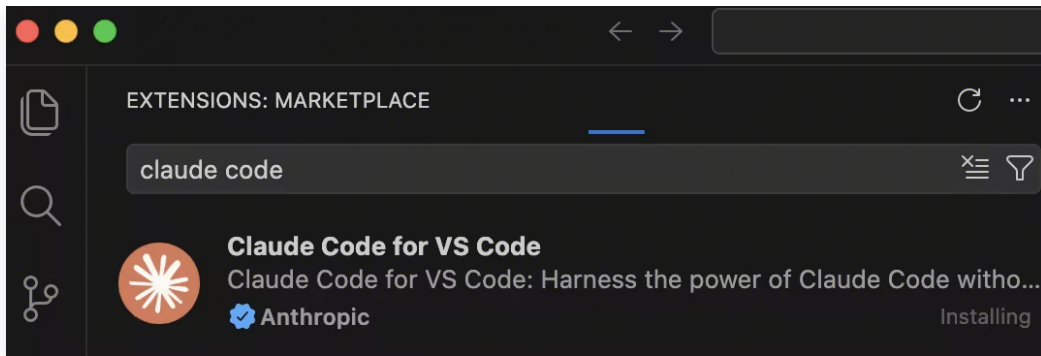 EXTENSIONS: MARKETPLACE
claude code
Claude Code for VS Code
Claude Code for VS Code: Harness the power of Claude Code witho...
Anthropic
Installing